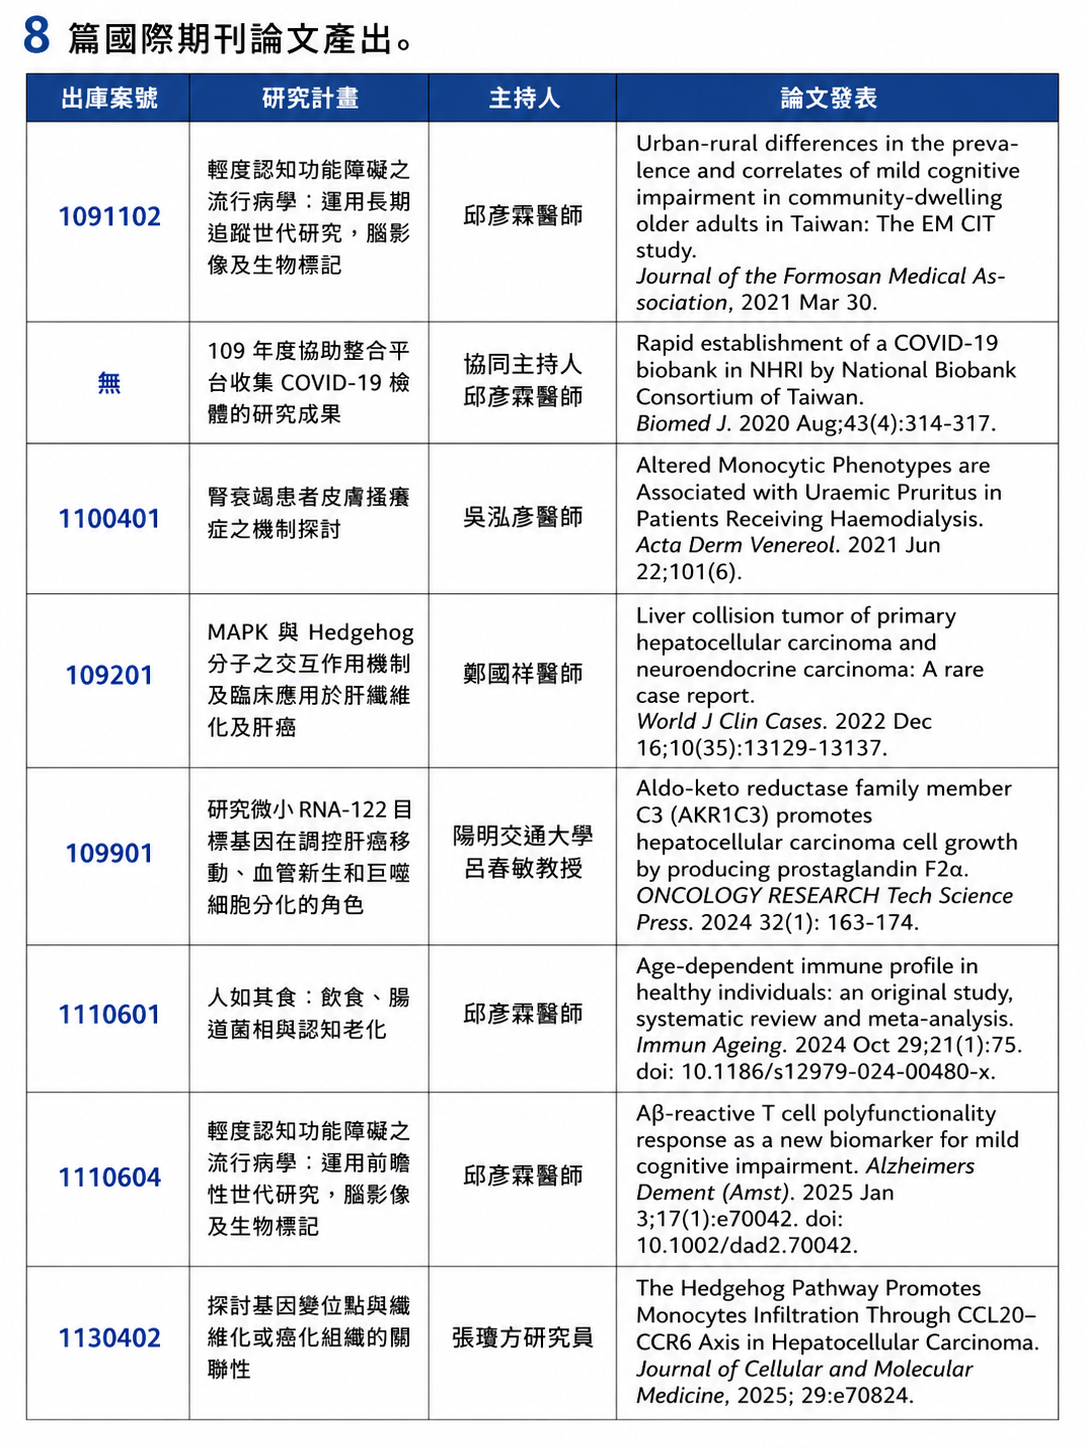 8 篇國際期刊論文產出。
出庫案號
研究計畫
主持人
論文發表
1091102
輕度認知功能障礙之
流行病學：運用長期
追蹤世代研究，腦影
像及生物標記
邱彥霖醫師
Urban-rural differences in the preva-
lence and correlates of mild cognitive
impairment in community-dwelling
older adults in Taiwan: The EM CIT
study.
Journal of the Formosan Medical As-
sociation, 2021 Mar 30.
無
109 年度協助整合平
台收集 COVID-19 檢
體的研究成果
協同主持人
邱彥霖醫師
Rapid establishment of a COVID-19
biobank in NHRI by National Biobank
Consortium of Taiwan.
Biomed J. 2020 Aug;43(4):314-317.
1100401
腎衰竭患者皮膚搔癢
症之機制探討
吳泓彥醫師
Altered Monocytic Phenotypes are
Associated with Uraemic Pruritus in
Patients Receiving Haemodialysis.
Acta Derm Venereol. 2021 Jun
22;101(6).
109201
MAPK 與 Hedgehog
分子之交互作用機制
及臨床應用於肝纖維
化及肝癌
鄭國祥醫師
Liver collision tumor of primary
hepatocellular carcinoma and
neuroendocrine carcinoma: A rare
case report.
World J Clin Cases. 2022 Dec
16;10(35):13129-13137.
109901
研究微小 RNA-122 目
標基因在調控肝癌移
動、血管新生和巨噬
細胞分化的角色
陽明交通大學
呂春敏教授
Aldo-keto reductase family member
C3 (AKR1C3) promotes
hepatocellular carcinoma cell growth
by producing prostaglandin F2α.
ONCOLOGY RESEARCH Tech Science
Press. 2024 32(1): 163-174.
1110601
人如其食：飲食、腸
道菌相與認知老化
邱彥霖醫師
Age-dependent immune profile in
healthy individuals: an original study,
systematic review and meta-analysis.
Immun Ageing. 2024 Oct 29;21(1):75.
doi: 10.1186/s12979-024-00480-x.
1110604
輕度認知功能障礙之
流行病學：運用前瞻
性世代研究，腦影像
及生物標記
邱彥霖醫師
Aβ-reactive T cell polyfunctionality
response as a new biomarker for mild
cognitive impairment. Alzheimers
Dement (Amst). 2025 Jan
3;17(1):e70042. doi:
10.1002/dad2.70042.
1130402
探討基因變位點與纖
維化或癌化組織的關
聯性
張瓊方研究員
The Hedgehog Pathway Promotes
Monocytes Infiltration Through CCL20–
CCR6 Axis in Hepatocellular Carcinoma.
Journal of Cellular and Molecular
Medicine, 2025; 29:e70824.